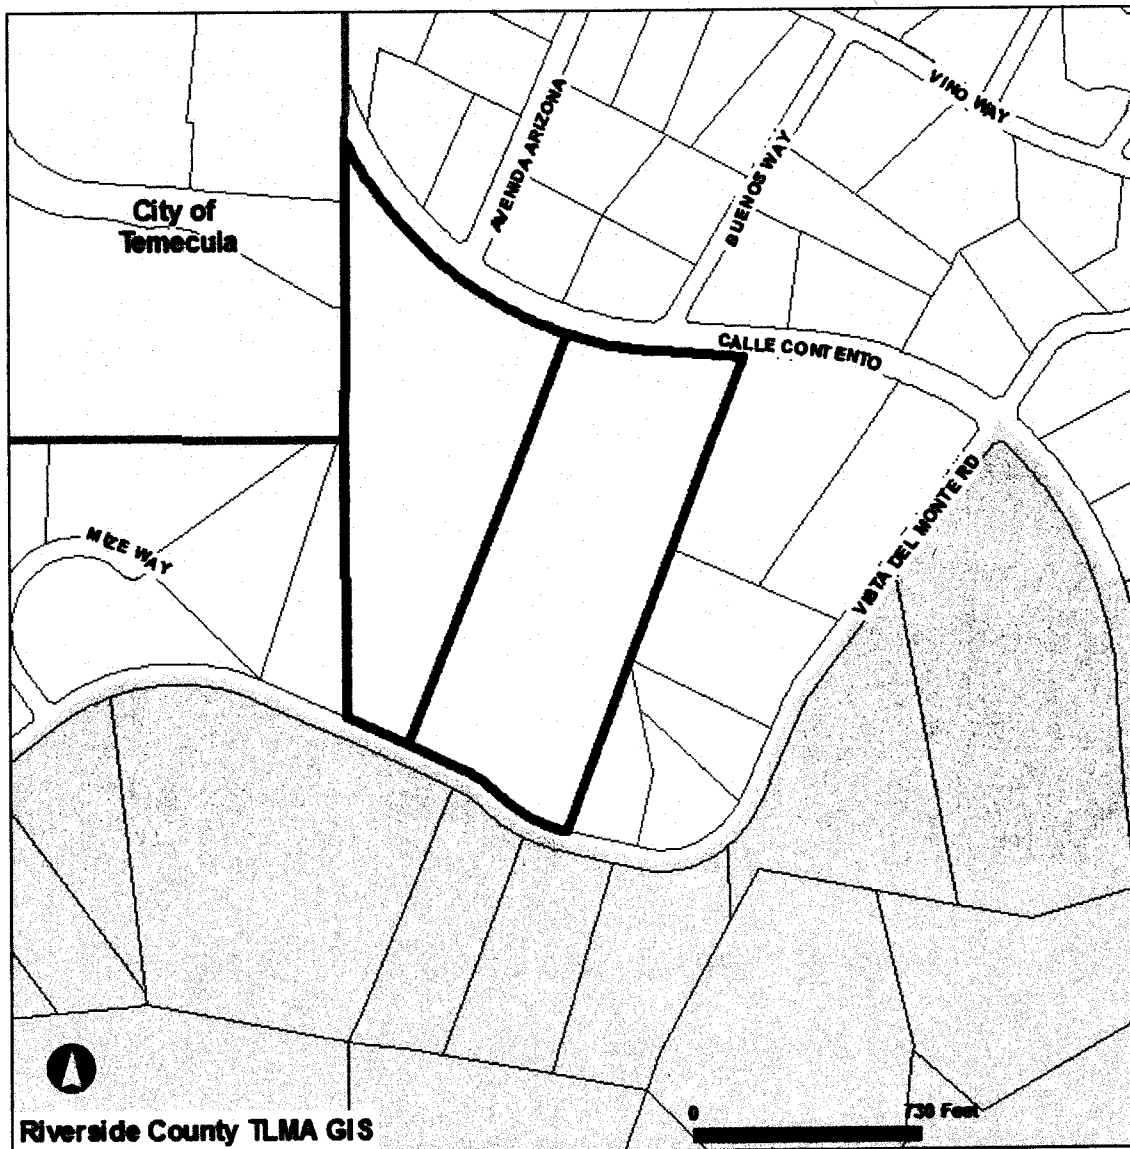 VINO WAY
AVENIDA ARIZONA
BUENOS WAY
City of
Temecula
CALLE CONTENTO
VISTA DEL MONTE RD
MIZE WAY
0 730 Feet
Riverside County TLMA GIS